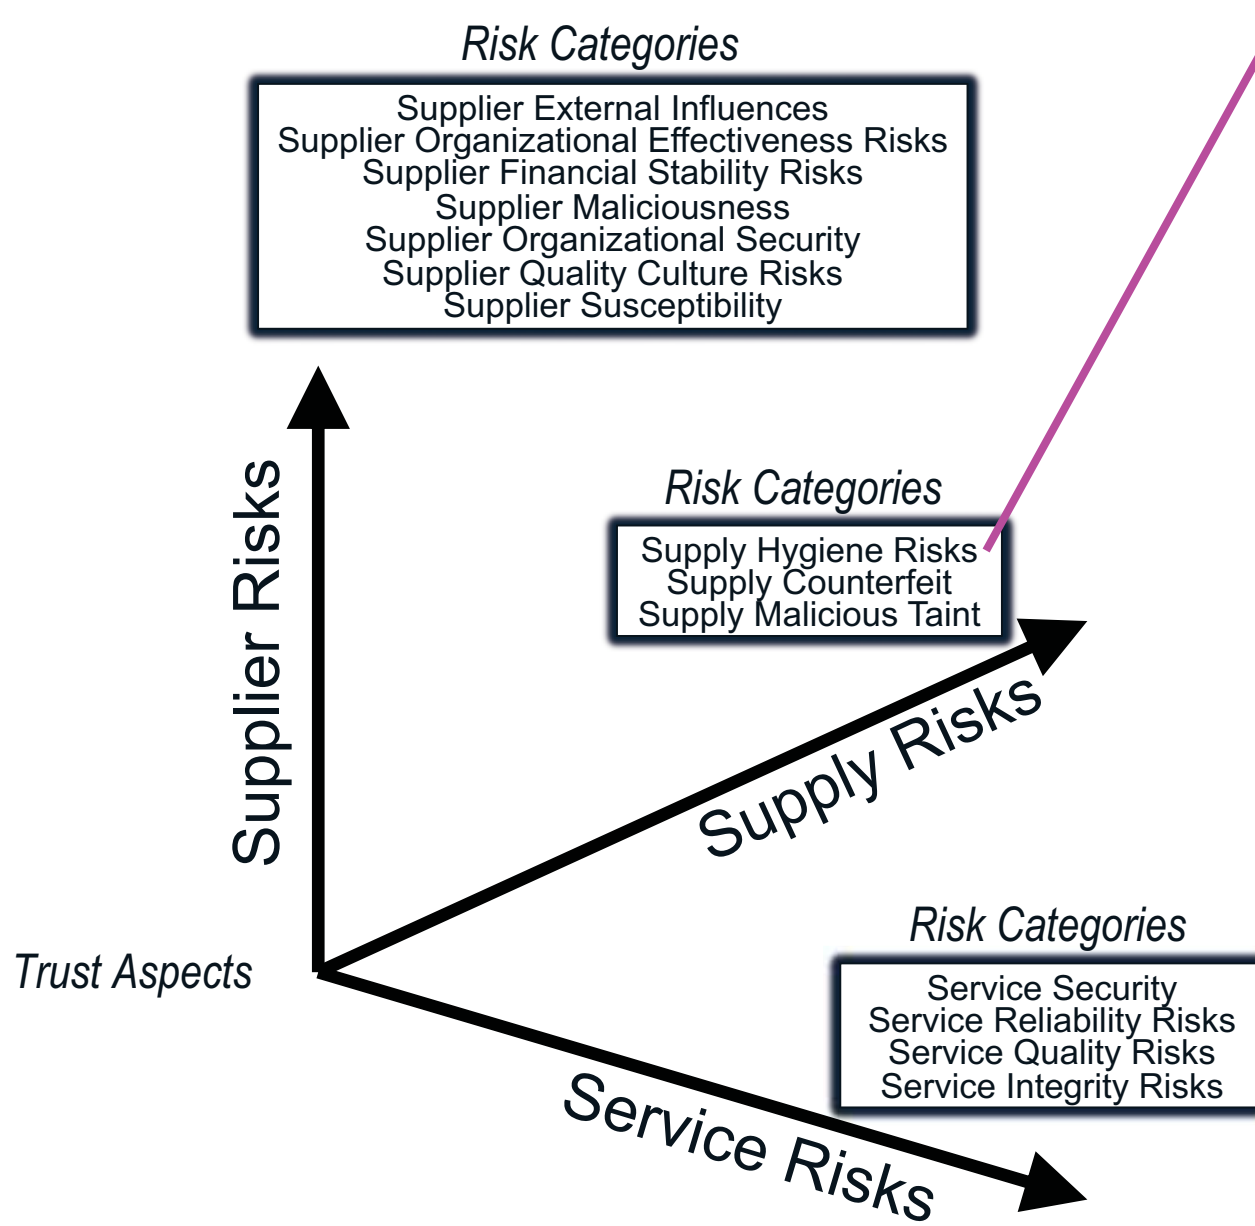 Risk Categories
Supplier External Influences
Supplier Organizational Effectiveness Risks
Supplier Financial Stability Risks
Supplier Maliciousness
Supplier Organizational Security
Supplier Quality Culture Risks
Supplier Susceptibility
Supplier Risks
Risk Categories
Supply Hygiene Risks
Supply Counterfeit
Supply Malicious Taint
Supply Risks
Trust Aspects
Risk Categories
Service Security
Service Reliability Risks
Service Quality Risks
Service Integrity Risks
Service Risks